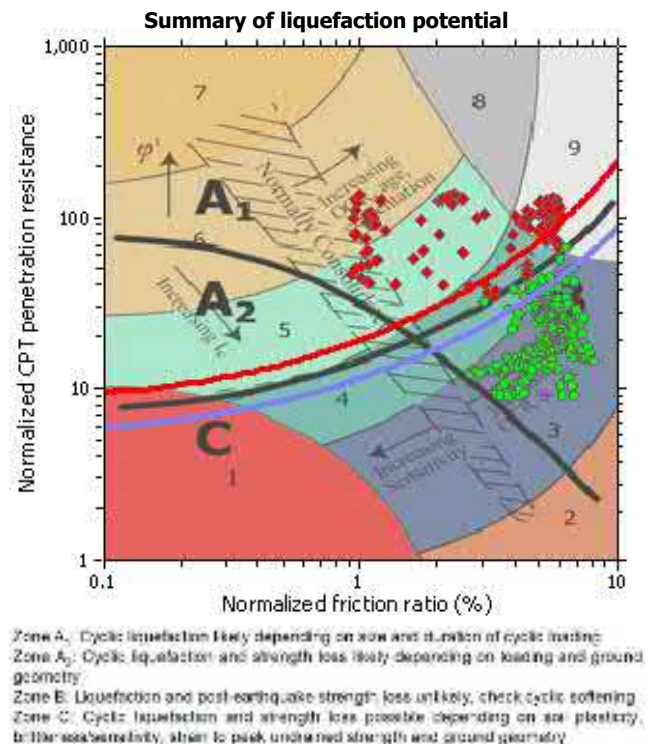 Summary of liquefaction potential
1,000
100
10
1
0.1
1
10
Normalized CPT penetration resistance
Normalized friction ratio (%)
7
8
9
φ'
A1
Increasing
age,
Normally Consolid
6
A2
Increasing
5
4
C
Increasing
Sensitivity
3
1
2
Zone A1: Cyclic liquefaction likely depending on size and duration of cyclic loading
Zone A2: Cyclic liquefaction and strength loss likely depending on loading and ground
geometry
Zone B: Liquefaction and post-earthquake strength loss unlikely, check cyclic softening
Zone C: Cyclic liquefaction and strength loss possible depending on soil plasticity,
brittleness/sensitivity, strain to peak undrained strength and ground geometry